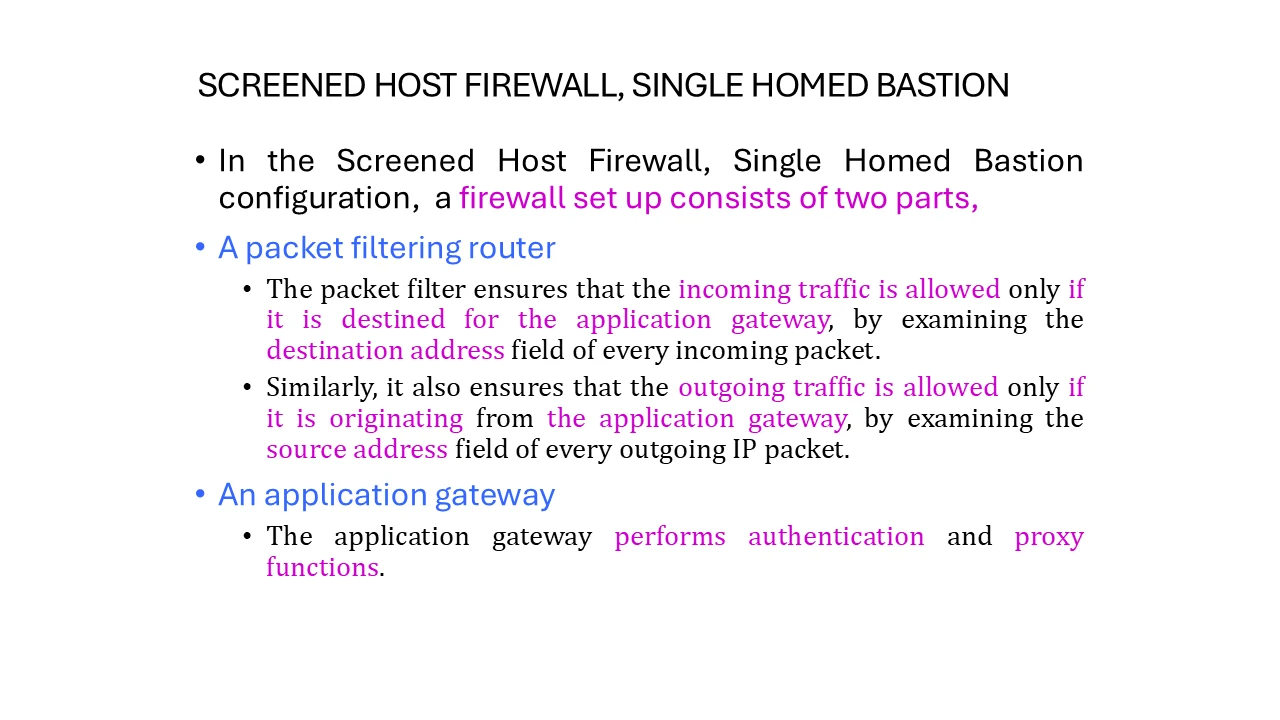 SCREENED HOST FIREWALL, SINGLE HOMED BASTION
• In the Screened Host Firewall, Single Homed Bastion
configuration, a firewall set up consists of two parts,
• A packet filtering router
• The packet filter ensures that the incoming traffic is allowed only if
it is destined for the application gateway, by examining the
destination address field of every incoming packet.
• Similarly, it also ensures that the outgoing traffic is allowed only if
it is originating from the application gateway, by examining the
source address field of every outgoing IP packet.
• An application gateway
• The application gateway performs authentication and proxy
functions.